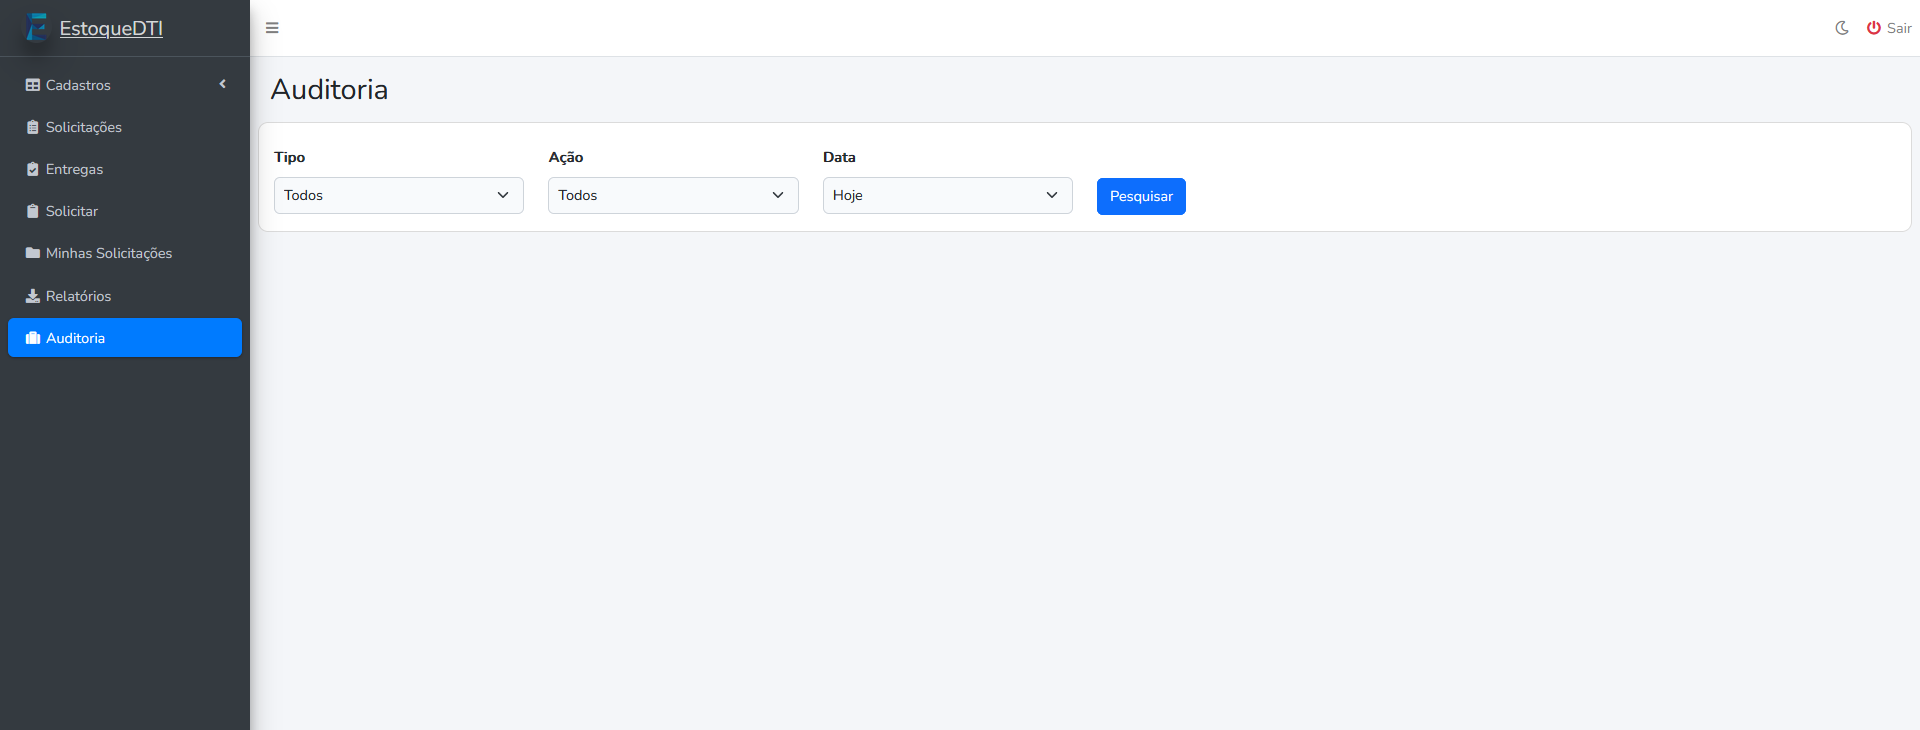 EstoqueDTI
Sair
Cadastros
Solicitações
Entregas
Solicitar
Minhas Solicitações
Relatórios
Auditoria
Auditoria
Tipo
Ação
Data
Todos
Todos
Hoje
Pesquisar